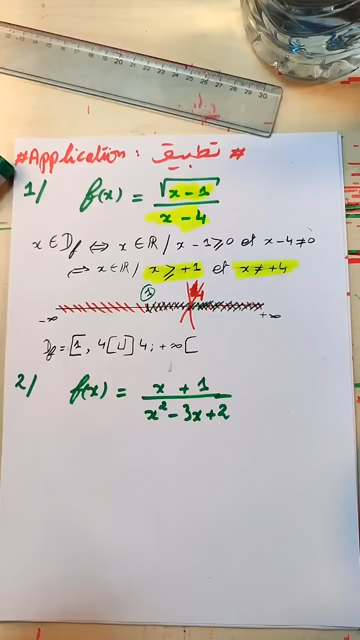 #Application: تطبيق #
1/ f(x) = √(x - 1) / (x - 4)
x ∈ Df ⟺ x ∈ ℝ / x - 1 ⩾ 0 et x - 4 ≠ 0
⟺ x ∈ ℝ / x ⩾ +1 et x ≠ +4
1 4
-∞ +∞
Df = [1, 4[ ∪ ]4; +∞[
2/ f(x) = (x + 1) / (x² - 3x + 2)